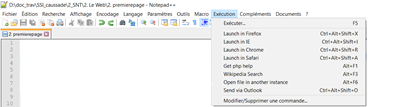 D:\doc_trav\SSi_caussade\2_SNT\2. Le Web\2. premierepage - Notepad++
Fichier Édition Recherche Affichage Encodage Langage Paramètres Outils Macro Exécution Compléments Documents ?
2. premierepage
Exécuter... F5
Launch in Firefox Ctrl+Alt+Shift+X
Launch in IE Ctrl+Alt+Shift+I
Launch in Chrome Ctrl+Alt+Shift+R
Launch in Safari Ctrl+Alt+Shift+A
Get php help Alt+F1
Wikipedia Search Alt+F3
Open file in another instance Alt+F6
Send via Outlook Ctrl+Alt+Shift+O
Modifier/Supprimer une commande...